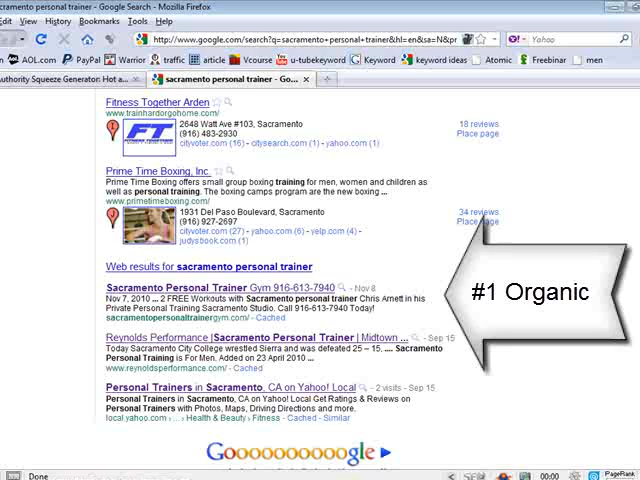 sacramento personal trainer - Google Search - Mozilla Firefox
Edit View History Bookmarks Tools Help
http://www.google.com/search?q=sacramento+personal+trainer&hl=en&sa=N&pr
Yahoo
AOL.com PayPal Warrior traffic article Vcourse YouTu u-tubekeyword Keyword keyword ideas Atomic Freebinar men
Authority Squeeze Generator: Hot a... sacramento personal trainer - Go...
Fitness Together Arden
www.trainhardorgohome.com/
2648 Watt Ave #103, Sacramento
18 reviews
(916) 483-2930
Place page
cityvoter.com (16) - citysearch.com (1) - yahoo.com (1)
I
FT
FITNESS TOGETHER
Prime Time Boxing, Inc.
Prime Time Boxing offers small group boxing training for men, women and children as
well as personal training. The boxing camps program are the new boxing ...
www.primetimeboxing.com/
1931 Del Paso Boulevard, Sacramento
34 reviews
(916) 927-2697
Place page
cityvoter.com (27) - yahoo.com (6) - yelp.com (4) -
judysbook.com (1)
J
Web results for sacramento personal trainer
Sacramento Personal Trainer Gym 916-613-7940 - Nov 8
Nov 7, 2010 ... 2 FREE Workouts with Sacramento personal trainer Chris Arnett in his
Private Personal Training Sacramento Studio. Call 916-613-7940 Today!
sacramentopersonaltrainergym.com/ - Cached
#1 Organic
Reynolds Performance |Sacramento Personal Trainer | Midtown ... - Sep 15
Today Sacramento City College wrestled Sierra and was defeated 25 – 15. .... Sacramento
Personal Training is For Men. Added on 23 April 2010 ...
www.reynoldsperformance.com/ - Cached
Personal Trainers in Sacramento, CA on Yahoo! Local - 2 visits - Sep 15
Personal Trainers in Sacramento, CA on Yahoo! Local Get Ratings & Reviews on
Personal Trainers with Photos, Maps, Driving Directions and more.
local.yahoo.com › ... › Health & Beauty › Fitness - Cached - Similar
Goooooooooogle
Done
00:00
PageRank